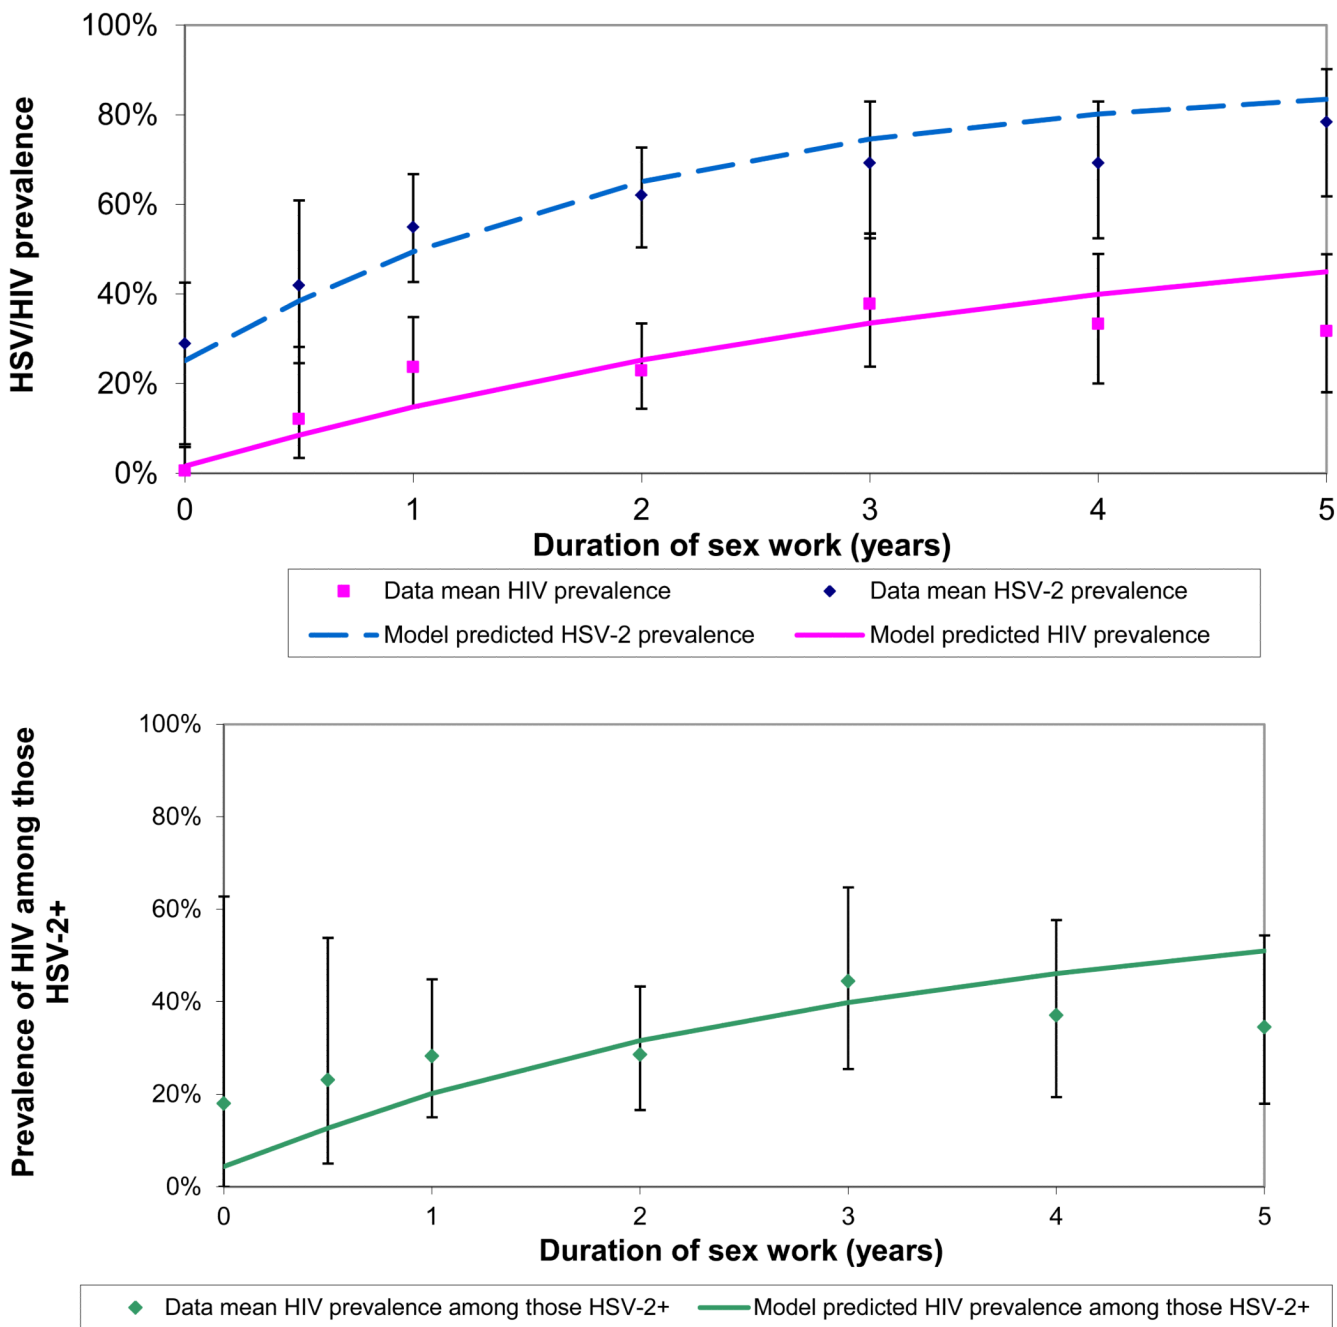 100%
80%
60%
40%
20%
0%
HSV/HIV prevalence
0 1 2 3 4 5
Duration of sex work (years)
Data mean HIV prevalence
Data mean HSV-2 prevalence
Model predicted HSV-2 prevalence
Model predicted HIV prevalence
100%
80%
60%
40%
20%
0%
Prevalence of HIV among those
HSV-2+
0 1 2 3 4 5
Duration of sex work (years)
Data mean HIV prevalence among those HSV-2+
Model predicted HIV prevalence among those HSV-2+